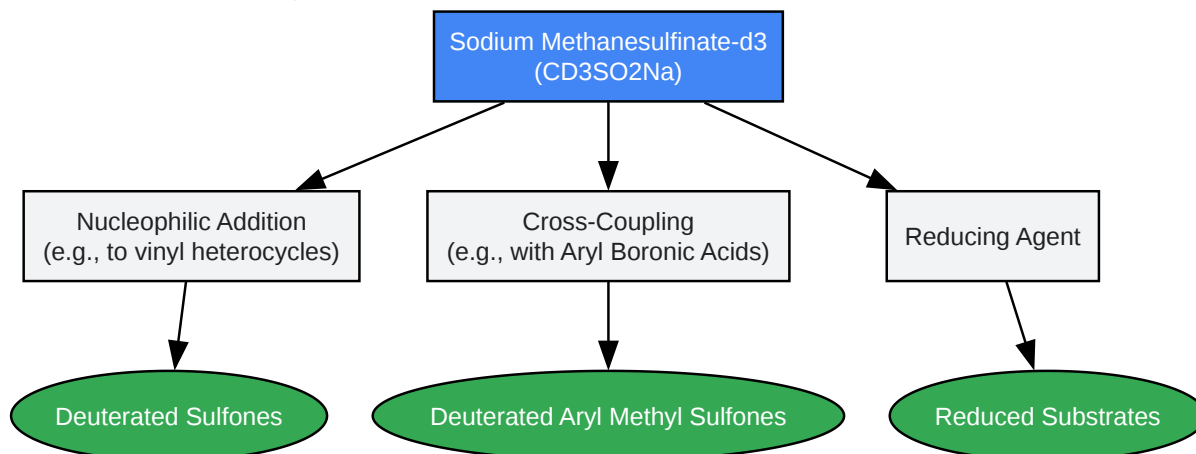 Sodium Methanesulfinate-d3
(CD3SO2Na)
Nucleophilic Addition
(e.g., to vinyl heterocycles)
Cross-Coupling
(e.g., with Aryl Boronic Acids)
Reducing Agent
Deuterated Sulfones
Deuterated Aryl Methyl Sulfones
Reduced Substrates